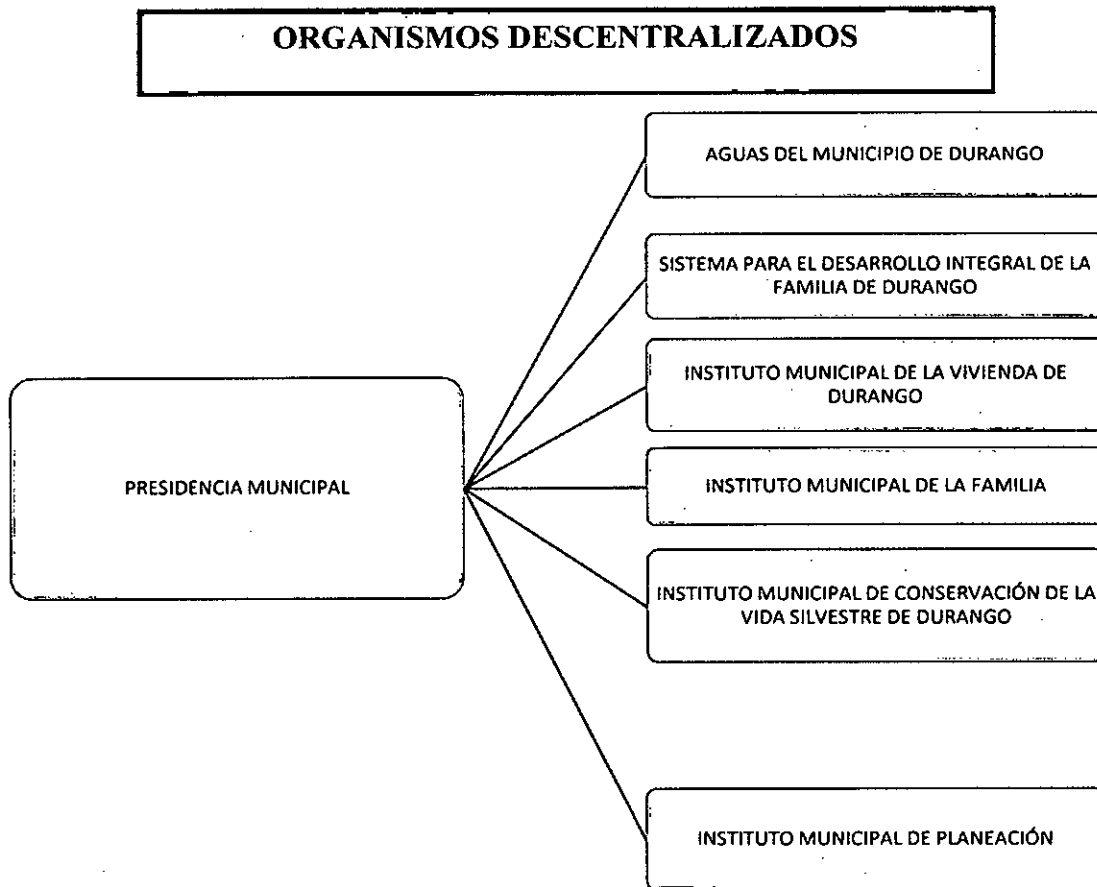 ORGANISMOS DESCENTRALIZADOS
AGUAS DEL MUNICIPIO DE DURANGO
SISTEMA PARA EL DESARROLLO INTEGRAL DE LA
FAMILIA DE DURANGO
INSTITUTO MUNICIPAL DE LA VIVIENDA DE
DURANGO
PRESIDENCIA MUNICIPAL
INSTITUTO MUNICIPAL DE LA FAMILIA
INSTITUTO MUNICIPAL DE CONSERVACIÓN DE LA
VIDA SILVESTRE DE DURANGO
INSTITUTO MUNICIPAL DE PLANEACIÓN